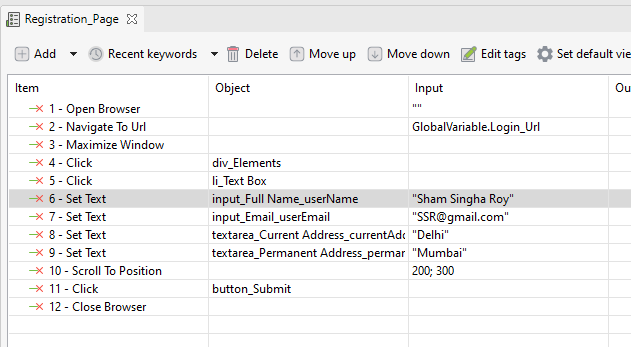 Registration_Page
Add Recent keywords Delete Move up Move down Edit tags Set default vie
Item Object Input Ou
1 - Open Browser ""
2 - Navigate To Url GlobalVariable.Login_Url
3 - Maximize Window
4 - Click div_Elements
5 - Click li_Text Box
6 - Set Text input_Full Name_userName "Sham Singha Roy"
7 - Set Text input_Email_userEmail "SSR@gmail.com"
8 - Set Text textarea_Current Address_currentAdd "Delhi"
9 - Set Text textarea_Permanent Address_perman "Mumbai"
10 - Scroll To Position 200; 300
11 - Click button_Submit
12 - Close Browser